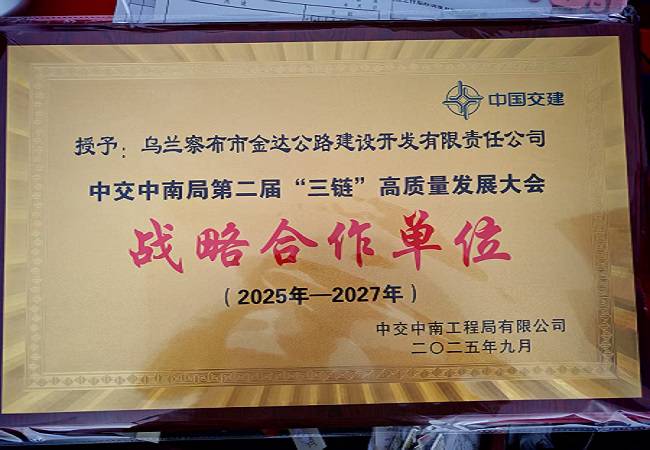 中国交建
授予：乌兰察布市金达公路建设开发有限责任公司
中交中南局第二届“三链”高质量发展大会
战略合作单位
（2025年—2027年）
中交中南工程局有限公司
二〇二五年九月